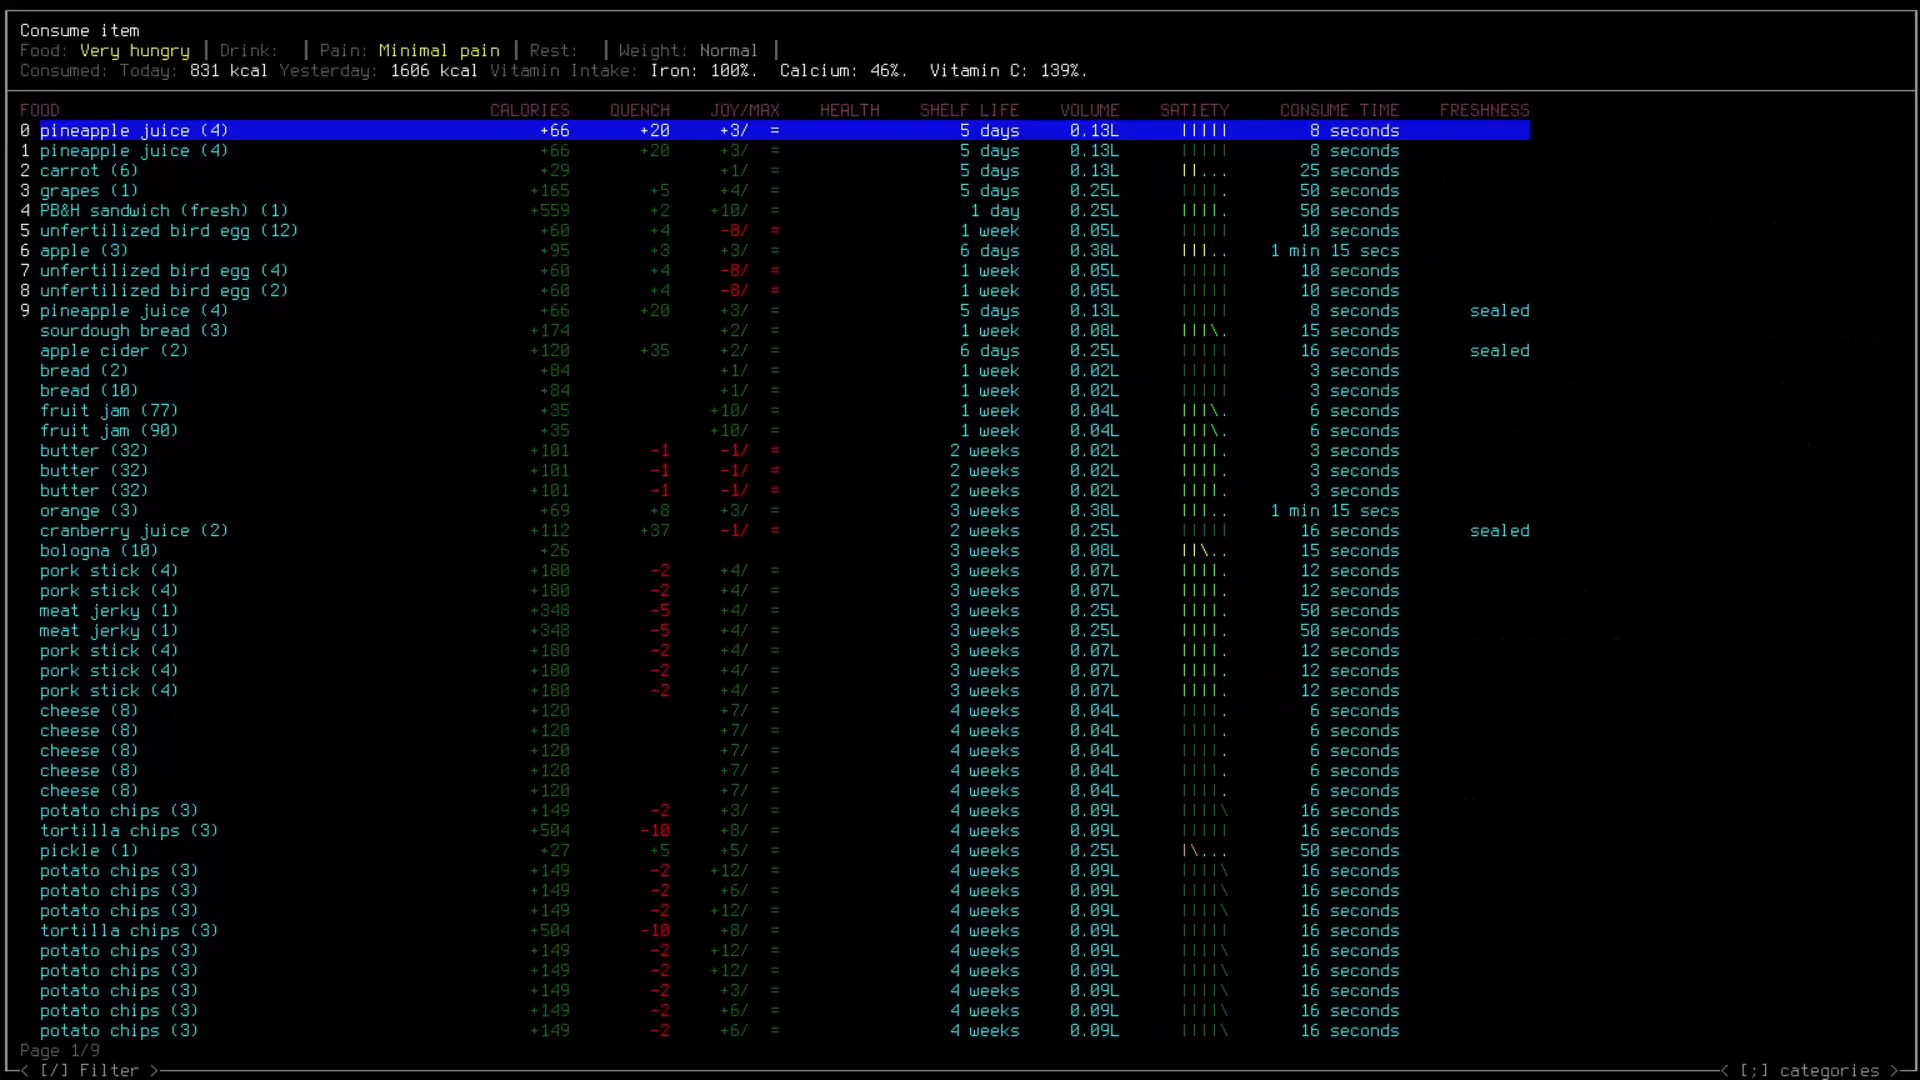 Consume item
Food: Very hungry | Drink: | Pain: Minimal pain | Rest: | Weight: Normal |
Consumed: Today: 831 kcal Yesterday: 1606 kcal Vitamin Intake: Iron: 100%. Calcium: 46%. Vitamin C: 139%.
FOOD CALORIES QUENCH JOY/MAX HEALTH SHELF LIFE VOLUME SATIETY CONSUME TIME FRESHNESS
0 pineapple juice (4) +66 +20 +3/ = 5 days 0.13L ||||| 8 seconds
1 pineapple juice (4) +66 +20 +3/ = 5 days 0.13L ||||| 8 seconds
2 carrot (6) +29 +1/ = 5 days 0.13L ||... 25 seconds
3 grapes (1) +165 +5 +4/ = 5 days 0.25L ||||. 50 seconds
4 PB&H sandwich (fresh) (1) +559 +2 +10/ = 1 day 0.25L ||||. 50 seconds
5 unfertilized bird egg (12) +60 +4 -8/ = 1 week 0.05L ||||| 10 seconds
6 apple (3) +95 +3 +3/ = 6 days 0.38L |||.. 1 min 15 secs
7 unfertilized bird egg (4) +60 +4 -8/ = 1 week 0.05L ||||| 10 seconds
8 unfertilized bird egg (2) +60 +4 -8/ = 1 week 0.05L ||||| 10 seconds
9 pineapple juice (4) +66 +20 +3/ = 5 days 0.13L ||||| 8 seconds sealed
sourdough bread (3) +174 +2/ = 1 week 0.08L |||\. 15 seconds
apple cider (2) +120 +35 +2/ = 6 days 0.25L ||||| 16 seconds sealed
bread (2) +84 +1/ = 1 week 0.02L ||||| 3 seconds
bread (10) +84 +1/ = 1 week 0.02L ||||| 3 seconds
fruit jam (77) +35 +10/ = 1 week 0.04L |||\. 6 seconds
fruit jam (90) +35 +10/ = 1 week 0.04L |||\. 6 seconds
butter (32) +101 -1 -1/ = 2 weeks 0.02L ||||. 3 seconds
butter (32) +101 -1 -1/ = 2 weeks 0.02L ||||. 3 seconds
butter (32) +101 -1 -1/ = 2 weeks 0.02L ||||. 3 seconds
orange (3) +69 +8 +3/ = 3 weeks 0.38L |||.. 1 min 15 secs
cranberry juice (2) +112 +37 -1/ = 2 weeks 0.25L ||||| 16 seconds sealed
bologna (10) +26 = 3 weeks 0.08L ||\.. 15 seconds
pork stick (4) +180 -2 +4/ = 3 weeks 0.07L ||||. 12 seconds
pork stick (4) +180 -2 +4/ = 3 weeks 0.07L ||||. 12 seconds
meat jerky (1) +348 -5 +4/ = 3 weeks 0.25L ||||. 50 seconds
meat jerky (1) +348 -5 +4/ = 3 weeks 0.25L ||||. 50 seconds
pork stick (4) +180 -2 +4/ = 3 weeks 0.07L ||||. 12 seconds
pork stick (4) +180 -2 +4/ = 3 weeks 0.07L ||||. 12 seconds
pork stick (4) +180 -2 +4/ = 3 weeks 0.07L ||||. 12 seconds
cheese (8) +120 +7/ = 4 weeks 0.04L ||||. 6 seconds
cheese (8) +120 +7/ = 4 weeks 0.04L ||||. 6 seconds
cheese (8) +120 +7/ = 4 weeks 0.04L ||||. 6 seconds
cheese (8) +120 +7/ = 4 weeks 0.04L ||||. 6 seconds
cheese (8) +120 +7/ = 4 weeks 0.04L ||||. 6 seconds
potato chips (3) +149 -2 +3/ = 4 weeks 0.09L ||||\ 16 seconds
tortilla chips (3) +504 -10 +8/ = 4 weeks 0.09L ||||| 16 seconds
pickle (1) +27 +5 +5/ = 4 weeks 0.25L |\... 50 seconds
potato chips (3) +149 -2 +12/ = 4 weeks 0.09L ||||\ 16 seconds
potato chips (3) +149 -2 +6/ = 4 weeks 0.09L ||||\ 16 seconds
potato chips (3) +149 -2 +12/ = 4 weeks 0.09L ||||\ 16 seconds
tortilla chips (3) +504 -10 +8/ = 4 weeks 0.09L ||||| 16 seconds
potato chips (3) +149 -2 +12/ = 4 weeks 0.09L ||||\ 16 seconds
potato chips (3) +149 -2 +12/ = 4 weeks 0.09L ||||\ 16 seconds
potato chips (3) +149 -2 +3/ = 4 weeks 0.09L ||||\ 16 seconds
potato chips (3) +149 -2 +6/ = 4 weeks 0.09L ||||\ 16 seconds
potato chips (3) +149 -2 +6/ = 4 weeks 0.09L ||||\ 16 seconds
Page 1/9
< [/] Filter > < [;] categories >